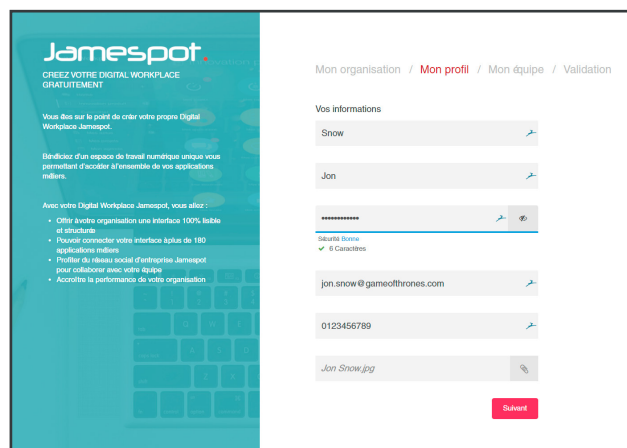 Jamespot.
CREEZ VOTRE DIGITAL WORKPLACE
GRATUITEMENT
Vous êtes sur le point de créer votre propre Digital
Workplace Jamespot.
Bénéficiez d'un espace de travail numérique unique vous
permettant d'accéder à l'ensemble de vos applications
métiers.
Avec votre Digital Workplace Jamespot, vous allez :
• Offrir à votre organisation une interface 100% lisible
et structurée
• Pouvoir connecter votre interface à plus de 180
applications métiers
• Profiter du réseau social d'entreprise Jamespot
pour collaborer avec votre équipe
• Accroître la performance de votre organisation
Mon organisation / Mon profil / Mon équipe / Validation
Vos informations
Snow
Jon
••••••••••••
Sécurité Bonne
✓ 6 Caractères
jon.snow@gameofthrones.com
0123456789
Jon Snow.jpg
Suivant